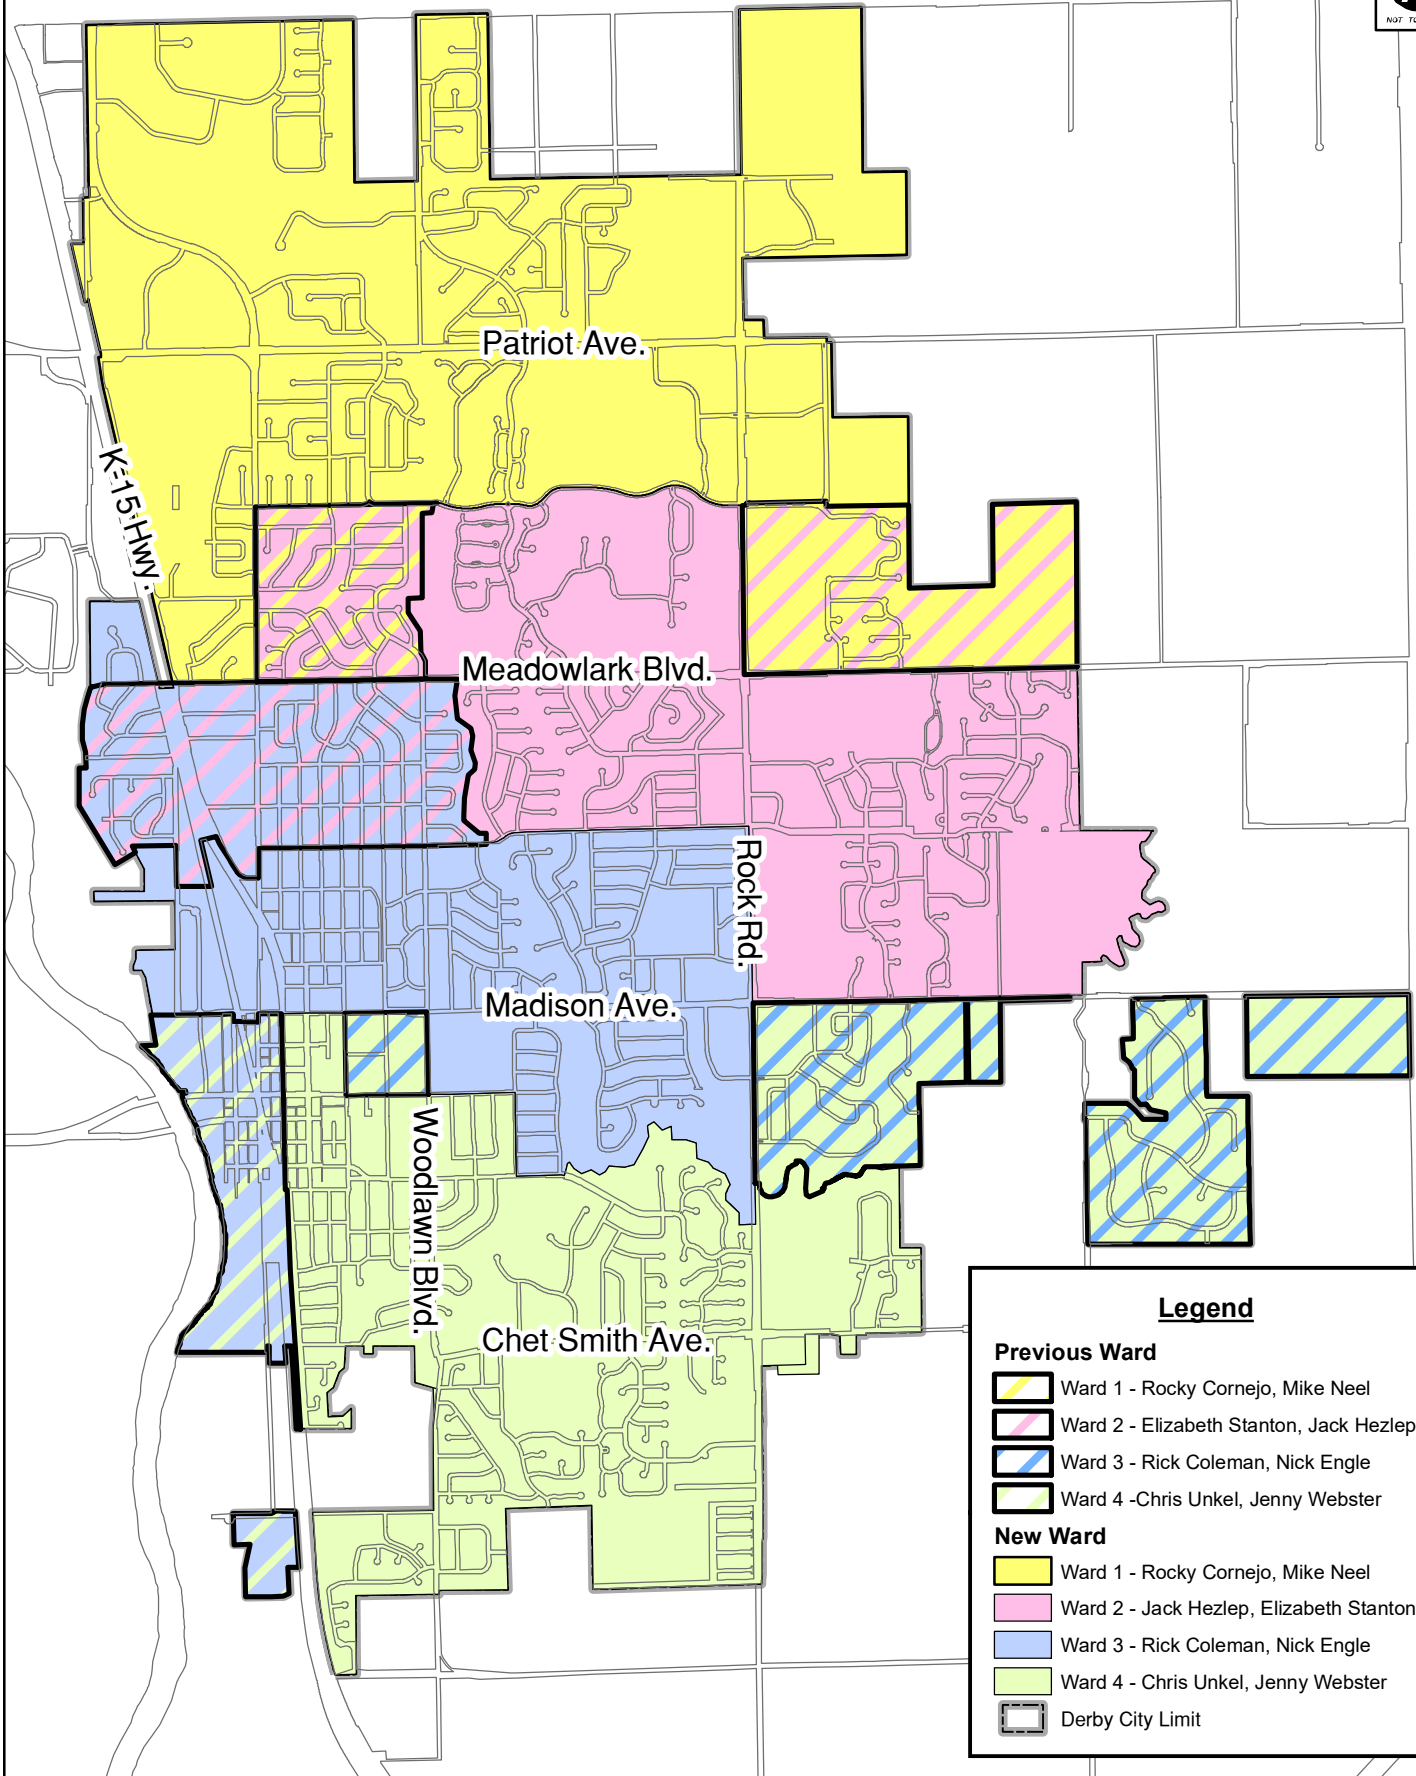 NOT TO
Patriot Ave.
K-15 Hwy.
Meadowlark Blvd.
Rock Rd.
Madison Ave.
Woodlawn Blvd.
Chet Smith Ave.
Legend
Previous Ward
Ward 1 - Rocky Cornejo, Mike Neel
Ward 2 - Elizabeth Stanton, Jack Hezlep
Ward 3 - Rick Coleman, Nick Engle
Ward 4 -Chris Unkel, Jenny Webster
New Ward
Ward 1 - Rocky Cornejo, Mike Neel
Ward 2 - Jack Hezlep, Elizabeth Stanton
Ward 3 - Rick Coleman, Nick Engle
Ward 4 - Chris Unkel, Jenny Webster
Derby City Limit